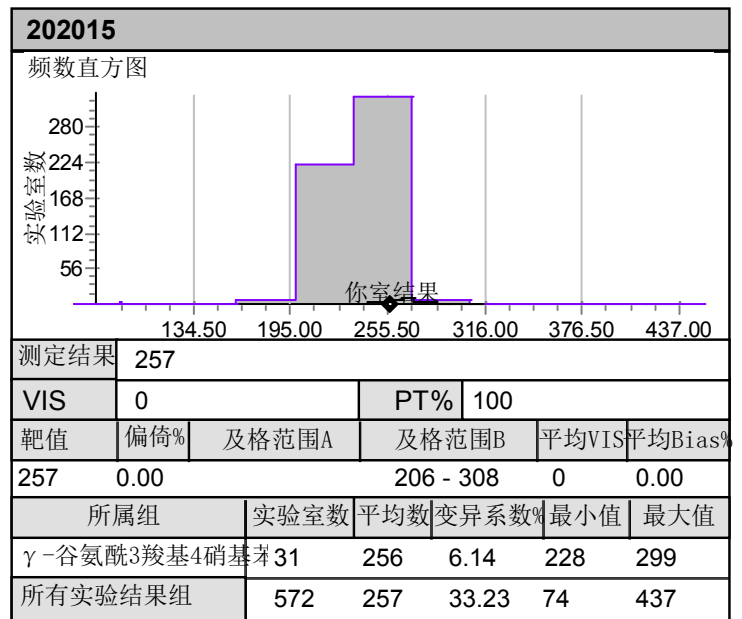 202015
频数直方图
280
224
168
112
56
实验室数
你室结果
134.50 195.00 255.50 316.00 376.50 437.00
测定结果 257
VIS 0 PT% 100
靶值 偏倚% 及格范围A 及格范围B 平均VIS 平均Bias%
257 0.00 206 - 308 0 0.00
所属组 实验室数 平均数 变异系数% 最小值 最大值
γ-谷氨酰3羧基4硝基苯 31 256 6.14 228 299
所有实验结果组 572 257 33.23 74 437